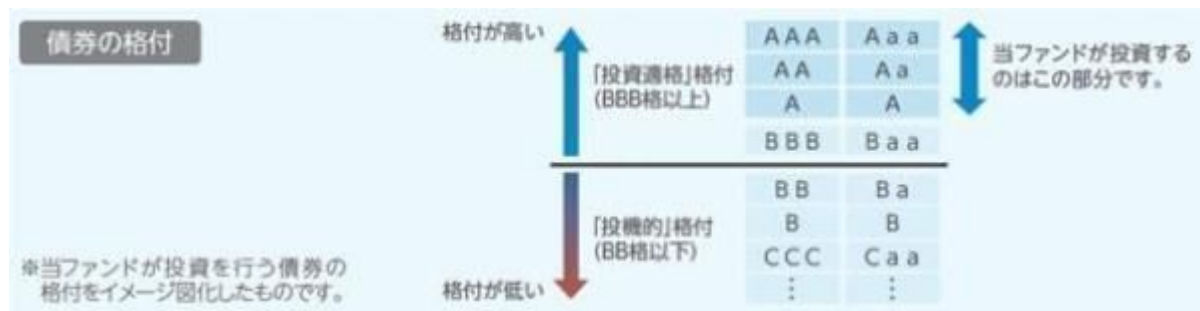 債券の格付
格付が高い
「投資適格」格付
(BBB格以上)
AAA Aaa
AA Aa
A A
BBB Baa
当ファンドが投資する
のはこの部分です。
「投機的」格付
(BB格以下)
BB Ba
B B
CCC Caa
⋮ ⋮
格付が低い
※当ファンドが投資を行う債券の
格付をイメージ図化したものです。